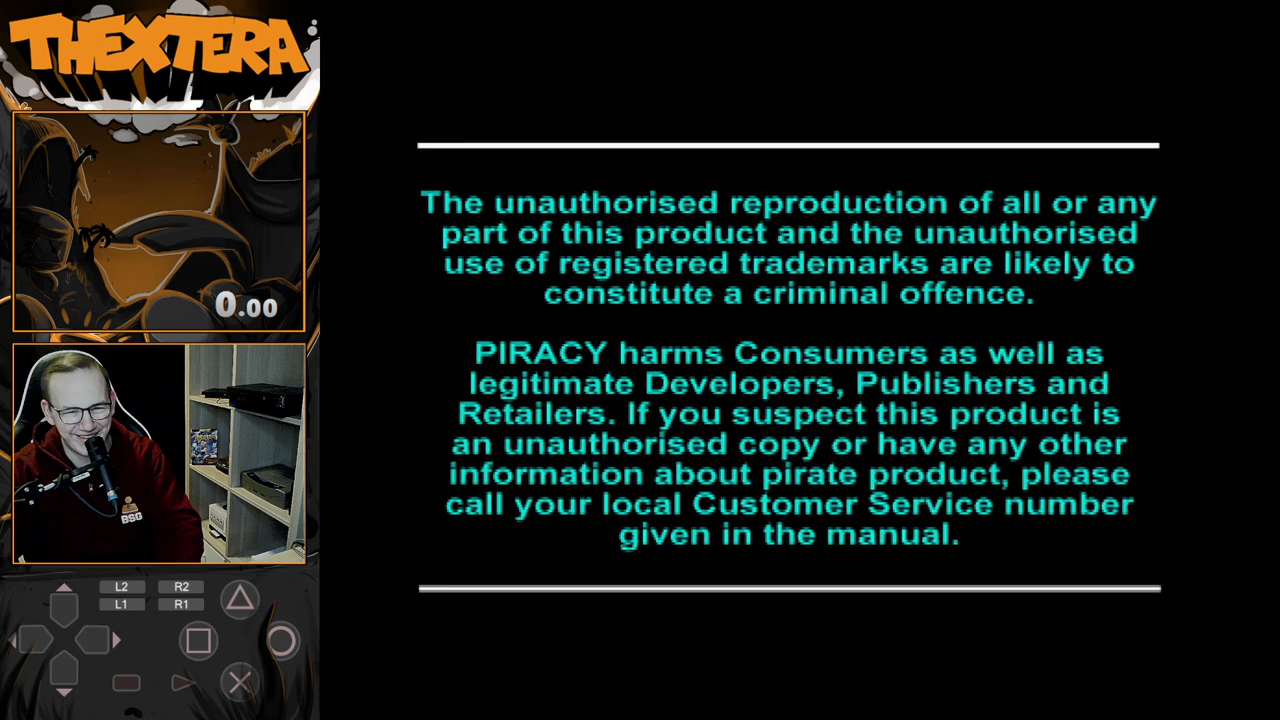 THEXTERA
0.00
BSG
L2 R2
L1 R1
The unauthorised reproduction of all or any
part of this product and the unauthorised
use of registered trademarks are likely to
constitute a criminal offence.
PIRACY harms Consumers as well as
legitimate Developers, Publishers and
Retailers. If you suspect this product is
an unauthorised copy or have any other
information about pirate product, please
call your local Customer Service number
given in the manual.